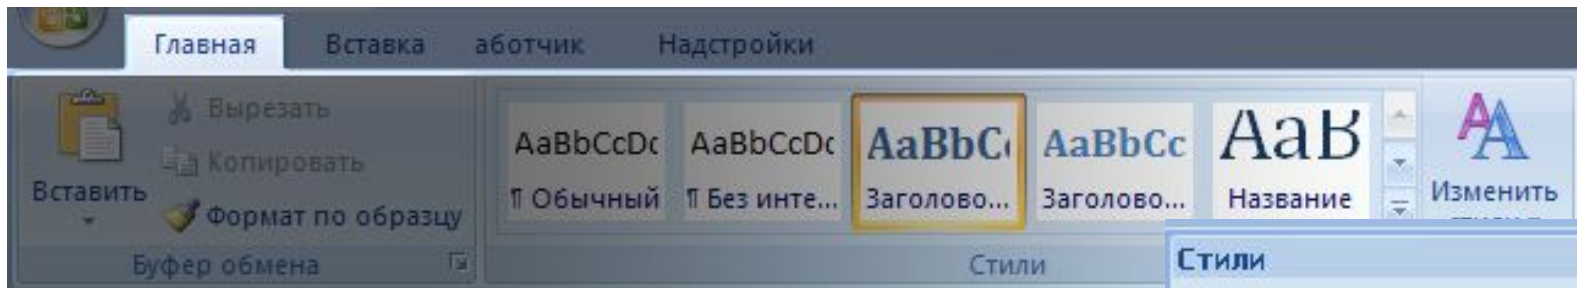 Главная Вставка аботчик Надстройки
Вырезать
Копировать
Вставить
Формат по образцу
Буфер обмена
AaBbCcDc AaBbCcDc AaBbC AaBbCc АаВ
¶ Обычный ¶ Без инте... Заголово... Заголово... Название
Изменить
Стили
Стили